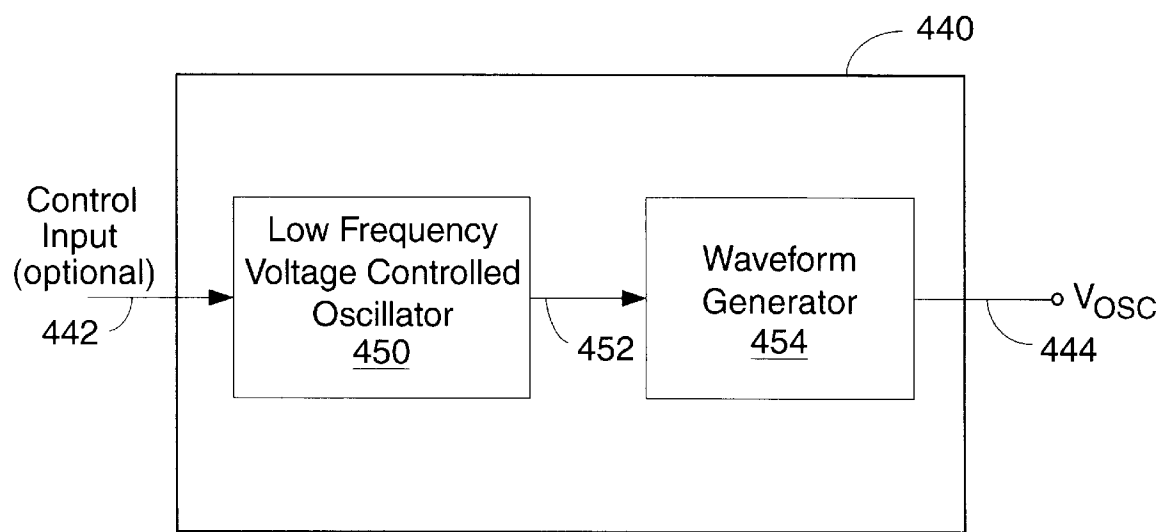 440
Control
Input
(optional)
442
Low Frequency
Voltage Controlled
Oscillator
450
452
Waveform
Generator
454
444
VOSC